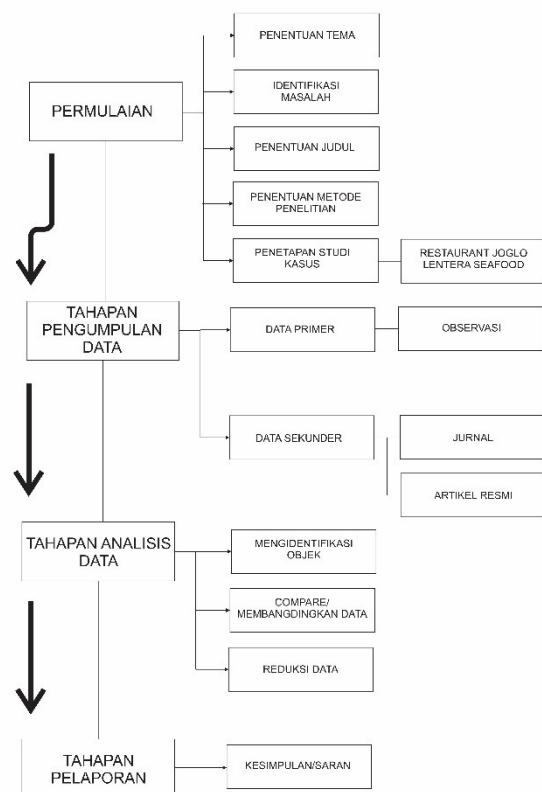 PENENTUAN TEMA
IDENTIFIKASI
MASALAH
PERMULAIAN
PENENTUAN JUDUL
PENENTUAN METODE
PENELITIAN
PENETAPAN STUDI
KASUS
RESTAURANT JOGLO
LENTERA SEAFOOD
TAHAPAN
PENGUMPULAN
DATA
DATA PRIMER
OBSERVASI
DATA SEKUNDER
JURNAL
ARTIKEL RESMI
TAHAPAN ANALISIS
DATA
MENGIDENTIFIKASI
OBJEK
COMPARE/
MEMBANGDINGKAN DATA
REDUKSI DATA
TAHAPAN
PELAPORAN
KESIMPULAN/SARAN